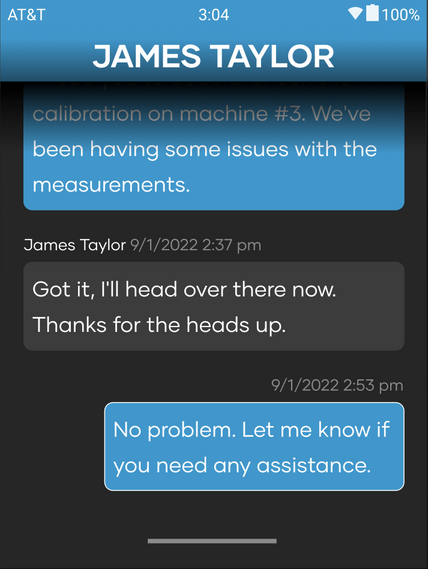 AT&T 3:04 100%
JAMES TAYLOR
calibration on machine #3. We've
been having some issues with the
measurements.
James Taylor 9/1/2022 2:37 pm
Got it, I'll head over there now.
Thanks for the heads up.
9/1/2022 2:53 pm
No problem. Let me know if
you need any assistance.